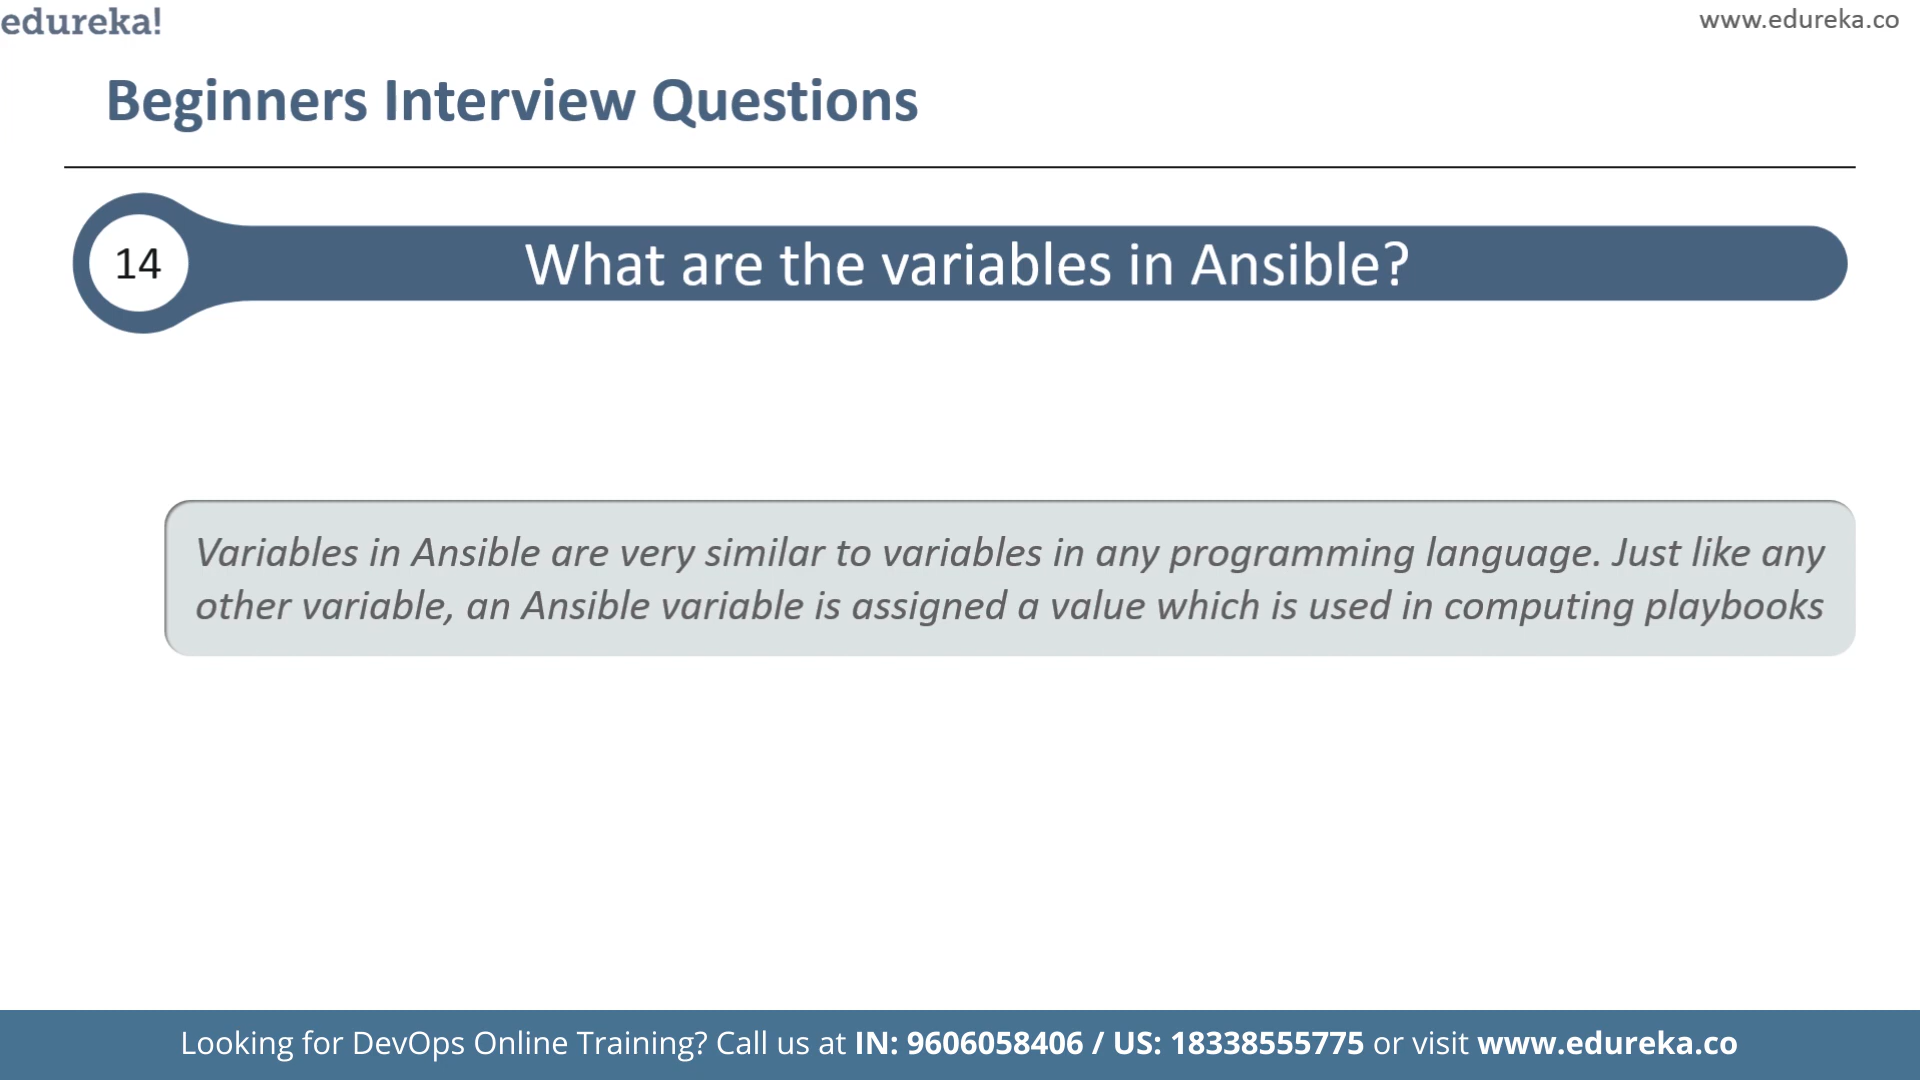 edureka!
www.edureka.co
Beginners Interview Questions
14
What are the variables in Ansible?
Variables in Ansible are very similar to variables in any programming language. Just like any
other variable, an Ansible variable is assigned a value which is used in computing playbooks
Looking for DevOps Online Training? Call us at IN: 9606058406 / US: 18338555775 or visit www.edureka.co